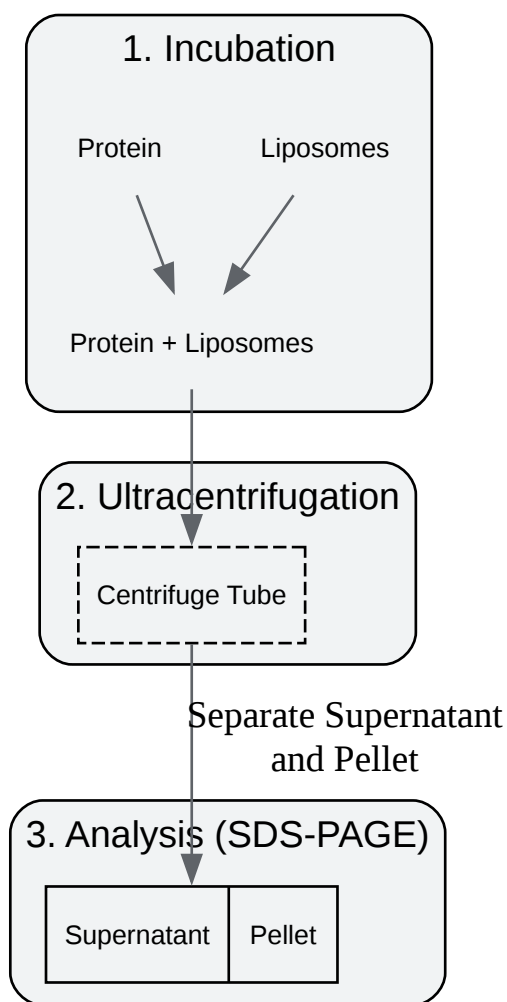 1. Incubation
Protein
Liposomes
Protein + Liposomes
2. Ultracentrifugation
Centrifuge Tube
Separate Supernatant
and Pellet
3. Analysis (SDS-PAGE)
Supernatant
Pellet